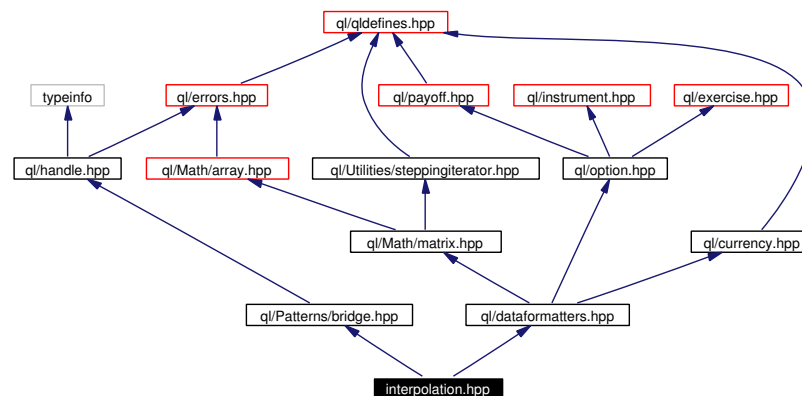 ql/qldefines.hpp
typeinfo
ql/errors.hpp
ql/payoff.hpp
ql/instrument.hpp
ql/exercise.hpp
ql/handle.hpp
ql/Math/array.hpp
ql/Utilities/steppingiterator.hpp
ql/option.hpp
ql/Math/matrix.hpp
ql/currency.hpp
ql/Patterns/bridge.hpp
ql/dataformatters.hpp
interpolation.hpp